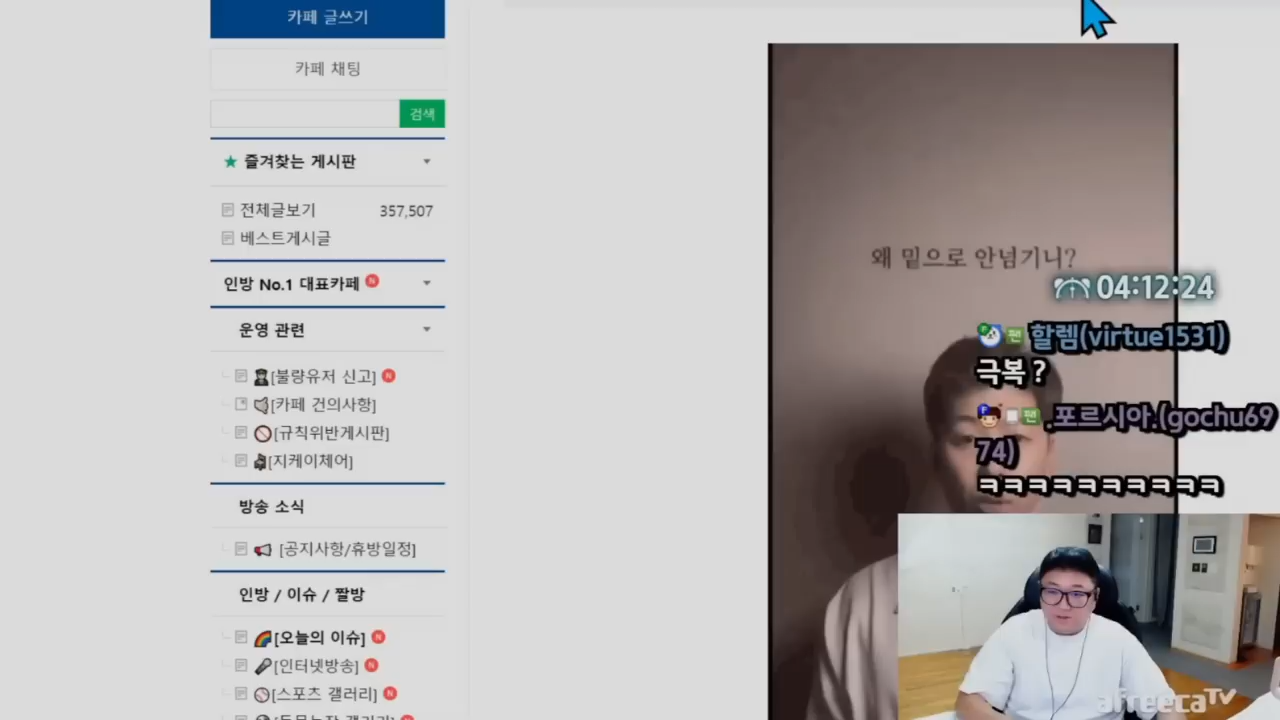 카페 글쓰기
카페 채팅
검색
★ 즐겨찾는 게시판
전체글보기 357,507
베스트게시글
인방 No.1 대표카페 N
운영 관련
[불량유저 신고] N
[카페 건의사항]
[규칙위반게시판]
[지케이체어]
방송 소식
[공지사항/휴방일정]
인방 / 이슈 / 짤방
[오늘의 이슈] N
[인터넷방송] N
[스포츠 갤러리] N
왜 밑으로 안넘기니?
04:12:24
팬 할렘(virtue1531)
극복 ?
팬 .포르시아.(gochu69
74)
ㅋㅋㅋㅋㅋㅋㅋㅋㅋㅋ
afreecaTV